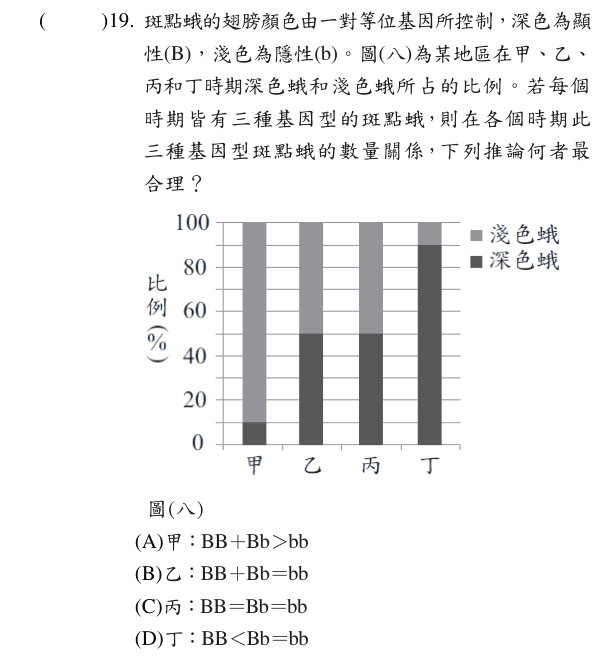 (　　)19. 斑點蛾的翅膀顏色由一對等位基因所控制，深色為顯
性(B)，淺色為隱性(b)。圖(八)為某地區在甲、乙、
丙和丁時期深色蛾和淺色蛾所占的比例。若每個
時期皆有三種基因型的斑點蛾，則在各個時期此
三種基因型斑點蛾的數量關係，下列推論何者最
合理？
比例(%)
100
80
60
40
20
0
甲 乙 丙 丁
淺色蛾
深色蛾
圖(八)
(A)甲：BB＋Bb＞bb
(B)乙：BB＋Bb＝bb
(C)丙：BB＝Bb＝bb
(D)丁：BB＜Bb＝bb